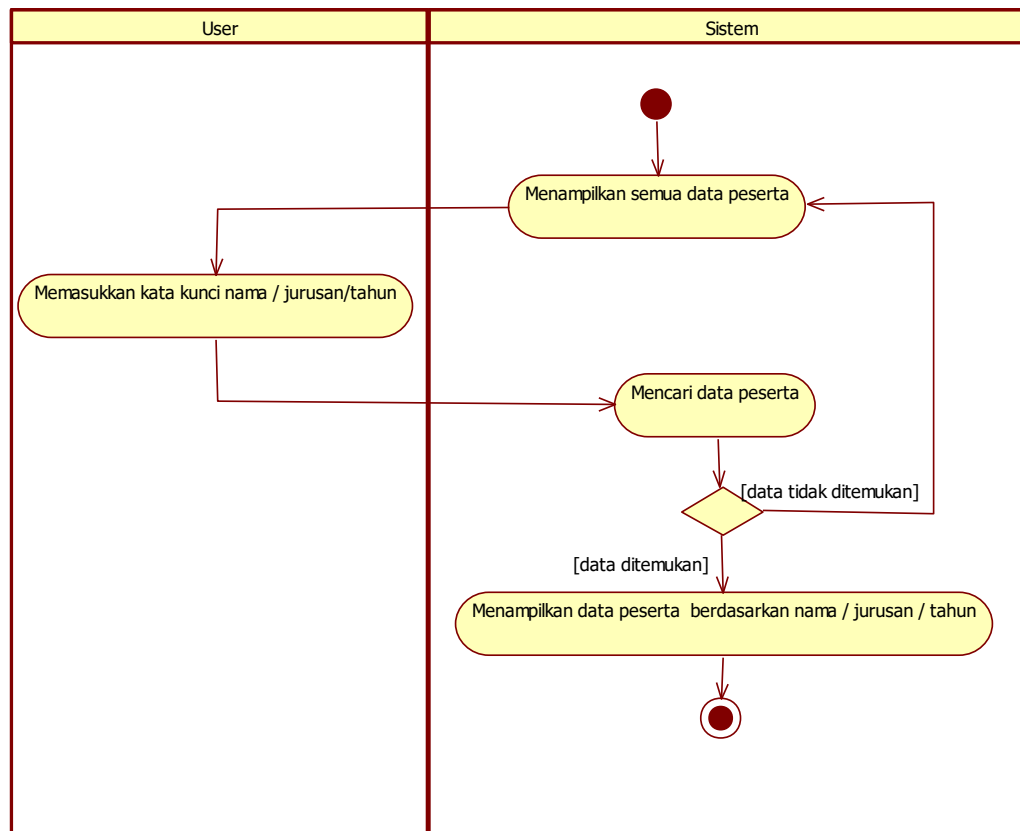 User
Sistem
Menampilkan semua data peserta
Memasukkan kata kunci nama / jurusan/tahun
Mencari data peserta
[data tidak ditemukan]
[data ditemukan]
Menampilkan data peserta  berdasarkan nama / jurusan / tahun